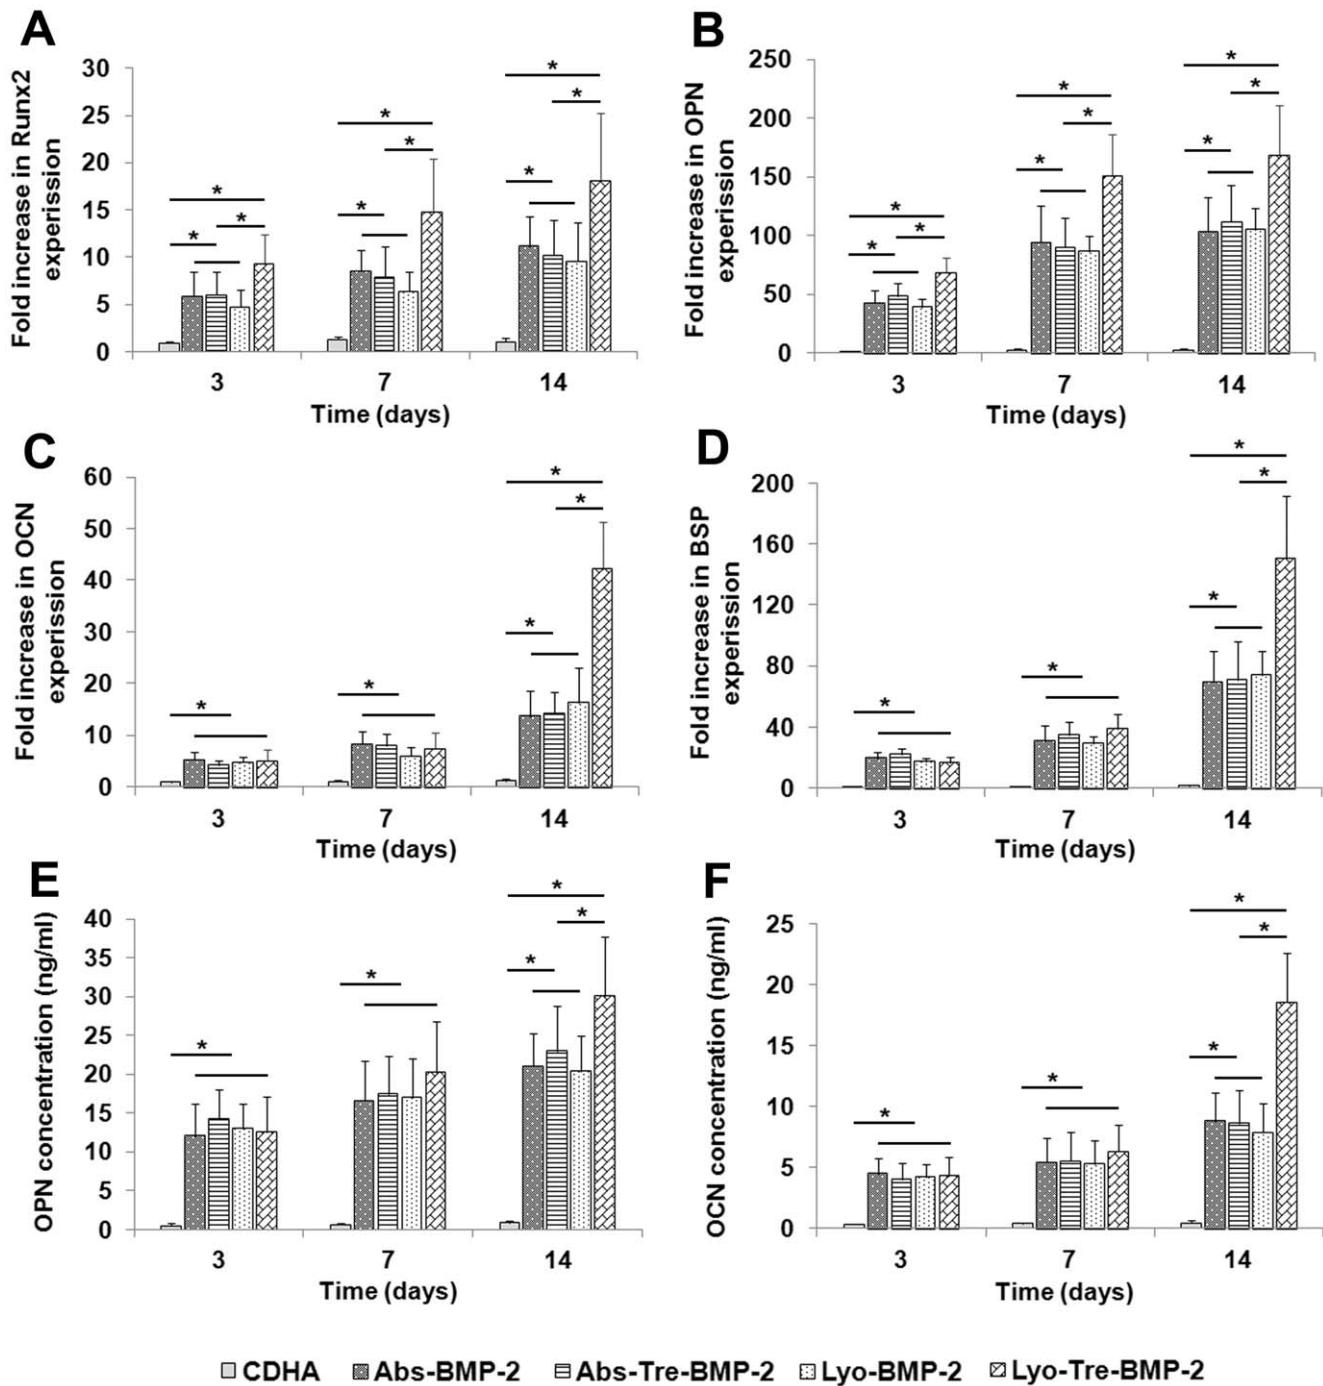 A
Fold increase in Runx2
experission
30
25
20
15
10
5
0
* * * * * * * * *
3 7 14
Time (days)
B
Fold increase in OPN
experission
250
200
150
100
50
0
* * * * * * * * *
3 7 14
Time (days)
C
Fold increase in OCN
experission
60
50
40
30
20
10
0
* * * * *
3 7 14
Time (days)
D
Fold increase in BSP
experission
200
160
120
80
40
0
* * * * *
3 7 14
Time (days)
E
OPN concentration (ng/ml)
40
35
30
25
20
15
10
5
0
* * * * *
3 7 14
Time (days)
F
OCN concentration (ng/ml)
25
20
15
10
5
0
* * * * *
3 7 14
Time (days)
CDHA Abs-BMP-2 Abs-Tre-BMP-2 Lyo-BMP-2 Lyo-Tre-BMP-2